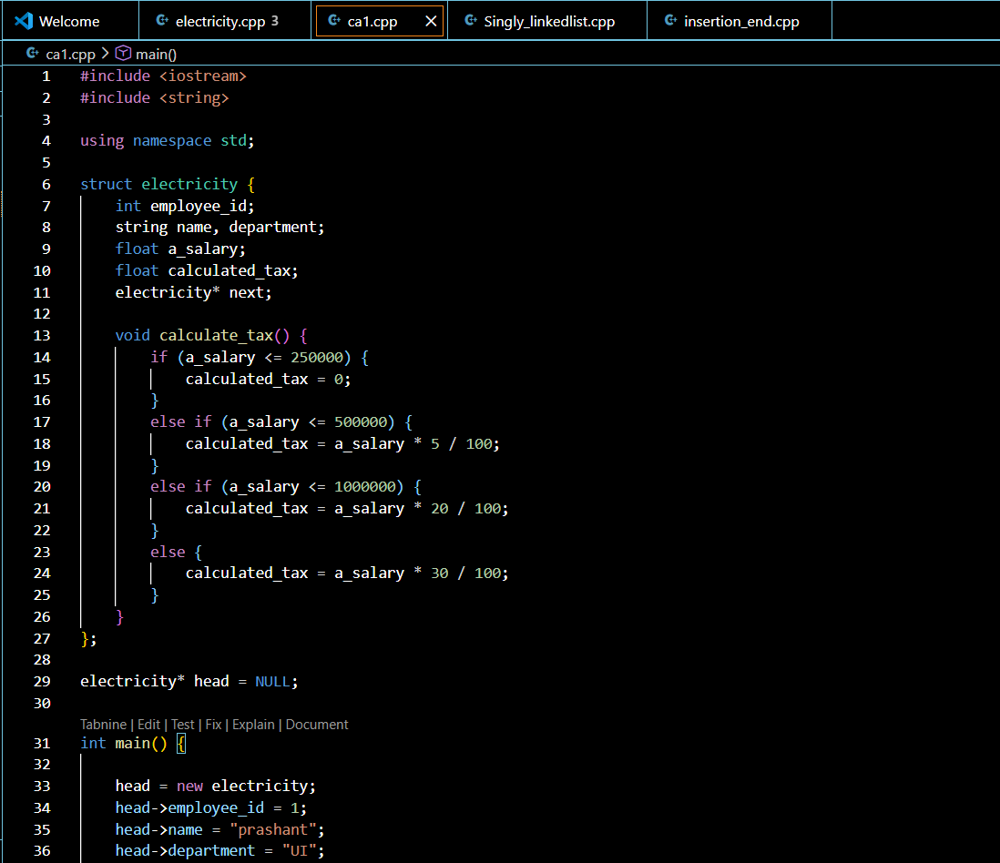 Welcome electricity.cpp 3 ca1.cpp Singly_linkedlist.cpp insertion_end.cpp
ca1.cpp > main()
1 #include <iostream>
2 #include <string>
3
4 using namespace std;
5
6 struct electricity {
7 int employee_id;
8 string name, department;
9 float a_salary;
10 float calculated_tax;
11 electricity* next;
12
13 void calculate_tax() {
14 if (a_salary <= 250000) {
15 calculated_tax = 0;
16 }
17 else if (a_salary <= 500000) {
18 calculated_tax = a_salary * 5 / 100;
19 }
20 else if (a_salary <= 1000000) {
21 calculated_tax = a_salary * 20 / 100;
22 }
23 else {
24 calculated_tax = a_salary * 30 / 100;
25 }
26 }
27 };
28
29 electricity* head = NULL;
30
Tabnine | Edit | Test | Fix | Explain | Document
31 int main() {
32
33 head = new electricity;
34 head->employee_id = 1;
35 head->name = "prashant";
36 head->department = "UI";